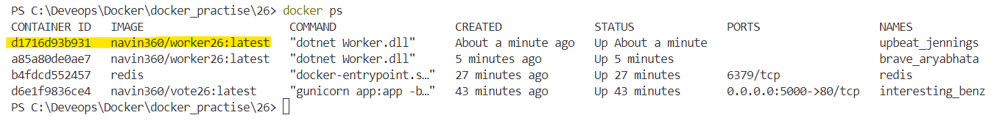 PS C:\Deveops\Docker\docker_practise\26> docker ps
CONTAINER ID   IMAGE                      COMMAND                  CREATED              STATUS              PORTS                  NAMES
d1716d93b931   navin360/worker26:latest   "dotnet Worker.dll"      About a minute ago   Up About a minute                          upbeat_jennings
a85a80de0ae7   navin360/worker26:latest   "dotnet Worker.dll"      5 minutes ago        Up 5 minutes                               brave_aryabhata
b4fdcd552457   redis                      "docker-entrypoint.s…"   27 minutes ago       Up 27 minutes       6379/tcp               redis
d6e1f9836ce4   navin360/vote26:latest     "gunicorn app:app -b…"   43 minutes ago       Up 43 minutes       0.0.0.0:5000->80/tcp   interesting_benz
PS C:\Deveops\Docker\docker_practise\26>